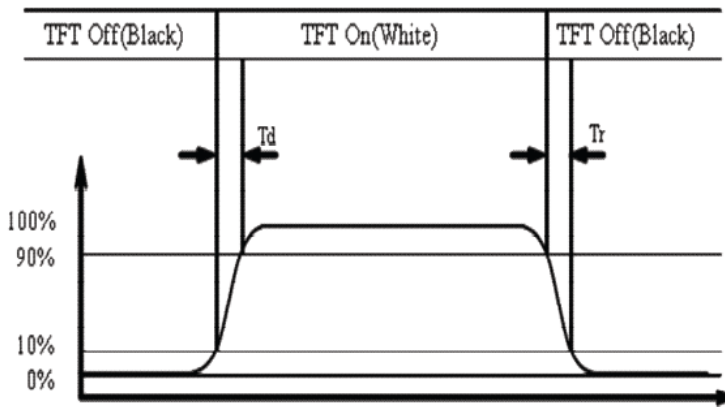 TFT Off(Black) TFT On(White) TFT Off(Black)
Td Tr
100%
90%
10%
0%